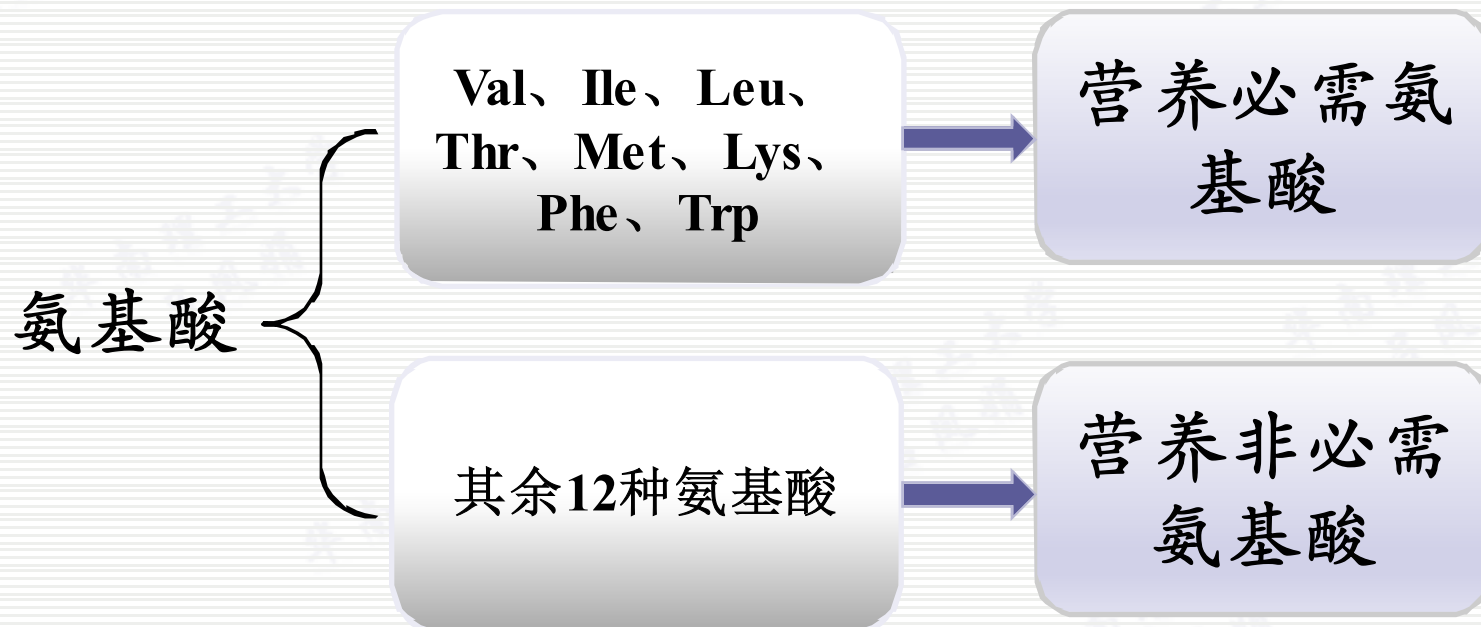 Val、Ile、Leu、
Thr、Met、Lys、
Phe、Trp
营养必需氨
基酸
氨基酸
其余12种氨基酸
营养非必需
氨基酸